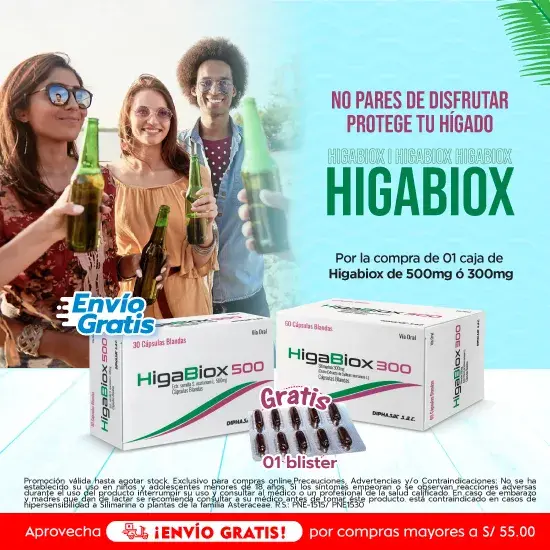 NO PARES DE DISFRUTAR
PROTEGE TU HÍGADO
HIGABIOX | HIGABIOX HIGABIOX
HIGABIOX
Por la compra de 01 caja de
Higabiox de 500mg ó 300mg
Envío
Gratis
30 Cápsulas Blandas
Vía Oral
HigaBiox 500
Cápsulas Blandas
DIPHASAC S.A.C.
60 Cápsulas Blandas
Vía Oral
HigaBiox 300
Cápsulas Blandas
DIPHASAC S.A.C.
Gratis
01 blister
Promoción válida hasta agotar stock. Exclusivo para compras online.Precauciones, Advertencias y/o Contraindicaciones: No se ha
establecido su uso en niños y adolescentes menores de 18 años. Si los síntomas empeoran o se observan reacciones adversas
durante el uso del producto interrumpir su uso y consultar al médico o un profesional de la salud calificado. En caso de embarazo
y madres que dan de lactar se recomienda consultar a su médico antes de tomar este producto. está contraindicado en casos de
hipersensibilidad a Silimarina o plantas de la familia Asteraceae. R.S.: PNE-1515/ PNE1530
Aprovecha ¡ENVÍO GRATIS! por compras mayores a S/ 55.00